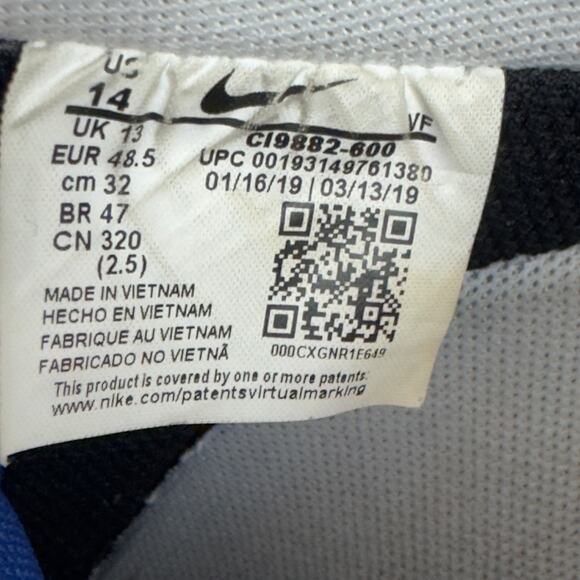 US
14
UK 13
EUR 48.5
cm 32
BR 47
CN 320
(2.5)
VF
CI9882-600
UPC 00193149761380
01/16/19 | 03/13/19
000CXGNR1E649
MADE IN VIETNAM
HECHO EN VIETNAM
FABRIQUE AU VIETNAM
FABRICADO NO VIETNÃ
This product is covered by one or more patents:
www.nike.com/patentsvirtualmarking